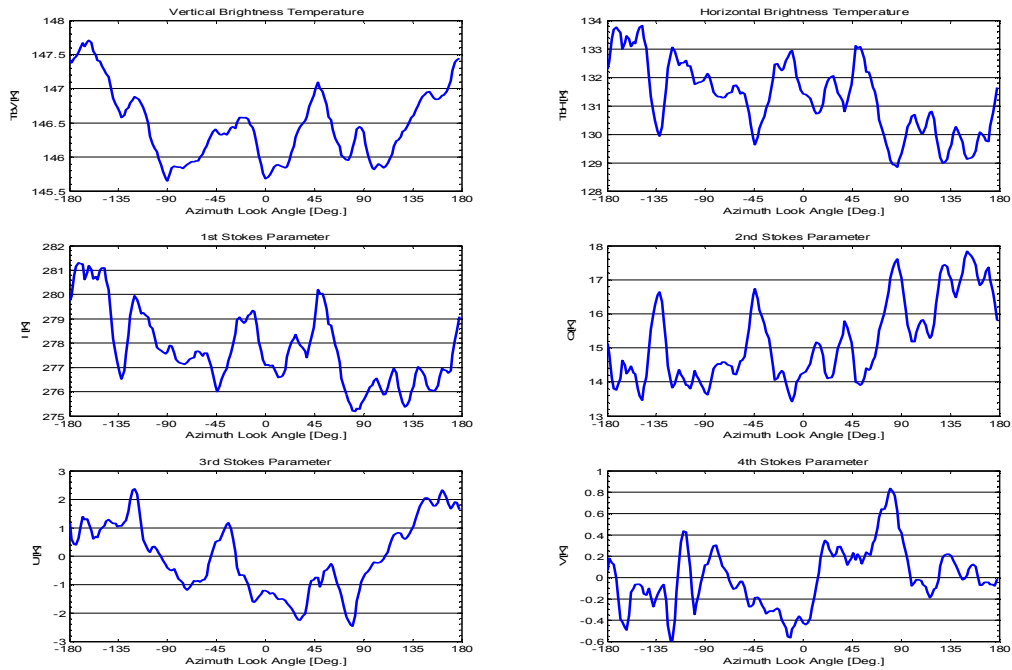 Vertical Brightness Temperature
148
147.5
147
146.5
146
145.5
TBV[K]
-180 -135 -90 -45 0 45 90 135 180
Azimuth Look Angle [Deg.]
Horizontal Brightness Temperature
134
133
132
131
130
129
128
TBH[K]
-180 -135 -90 -45 0 45 90 135 180
Azimuth Look Angle [Deg.]
1st Stokes Parameter
282
281
280
279
278
277
276
275
I [K]
-180 -135 -90 -45 0 45 90 135 180
Azimuth Look Angle [Deg.]
2nd Stokes Parameter
18
17
16
15
14
13
Q[K]
-180 -135 -90 -45 0 45 90 135 180
Azimuth Look Angle [Deg.]
3rd Stokes Parameter
3
2
1
0
-1
-2
-3
U[K]
-180 -135 -90 -45 0 45 90 135 180
Azimuth Look Angle [Deg.]
4th Stokes Parameter
1
0.8
0.6
0.4
0.2
0
-0.2
-0.4
-0.6
V[K]
-180 -135 -90 -45 0 45 90 135 180
Azimuth Look Angle [Deg.]